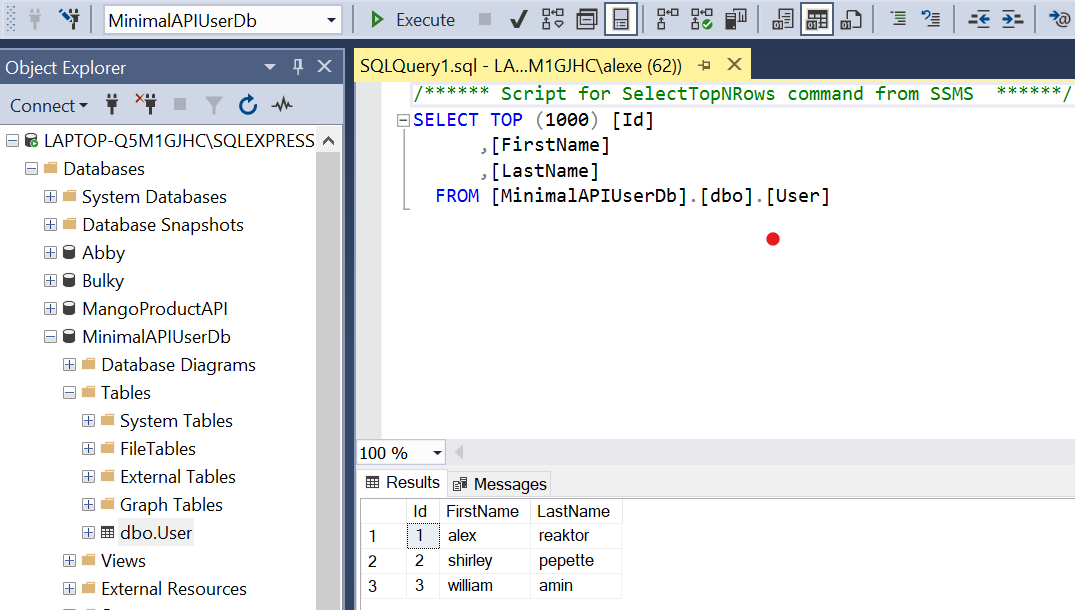 MinimalAPIUserDb
Execute
Object Explorer
SQLQuery1.sql - LA...M1GJHC\alexe (62))
Connect
LAPTOP-Q5M1GJHC\SQLEXPRESS
Databases
System Databases
Database Snapshots
Abby
Bulky
MangoProductAPI
MinimalAPIUserDb
Database Diagrams
Tables
System Tables
FileTables
External Tables
Graph Tables
dbo.User
Views
External Resources
/****** Script for SelectTopNRows command from SSMS  ******/
SELECT TOP (1000) [Id]
,[FirstName]
,[LastName]
FROM [MinimalAPIUserDb].[dbo].[User]
100 %
Results
Messages
Id FirstName LastName
1 1 alex reaktor
2 2 shirley pepette
3 3 william amin